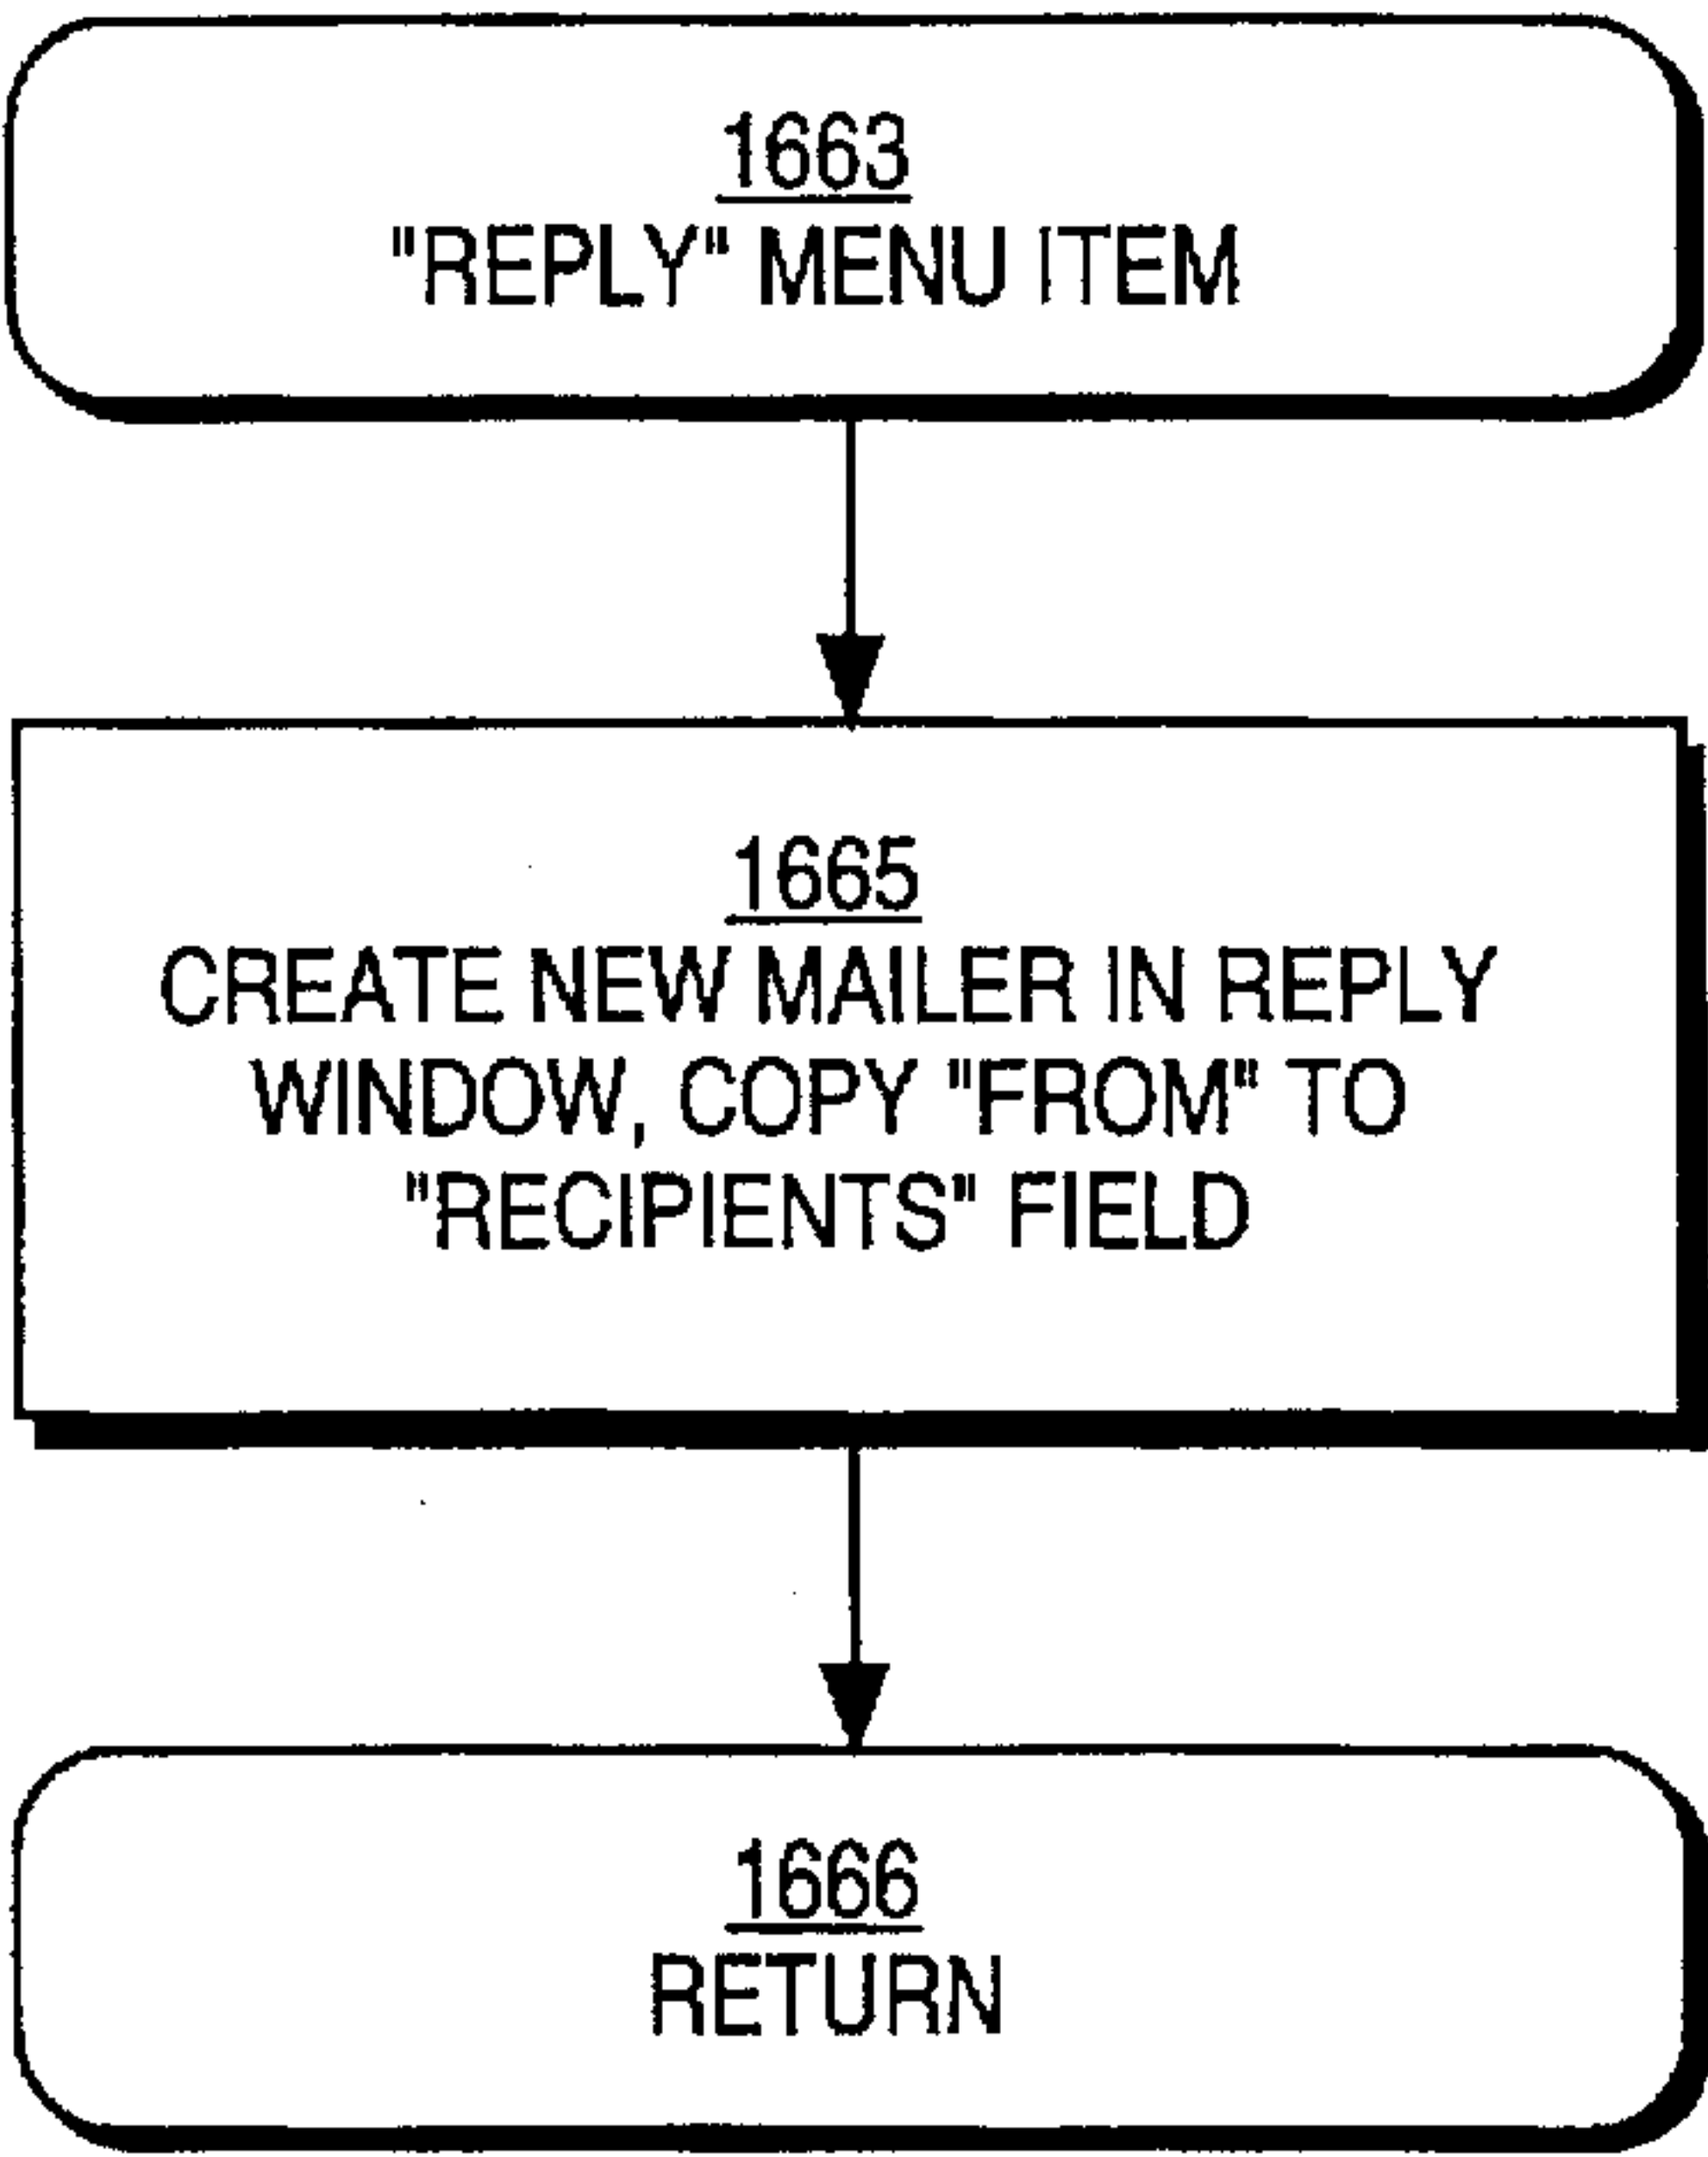 1663
"REPLY" MENU ITEM
1665
CREATE NEW MAILER IN REPLY
WINDOW, COPY "FROM" TO
"RECIPIENTS" FIELD
1666
RETURN